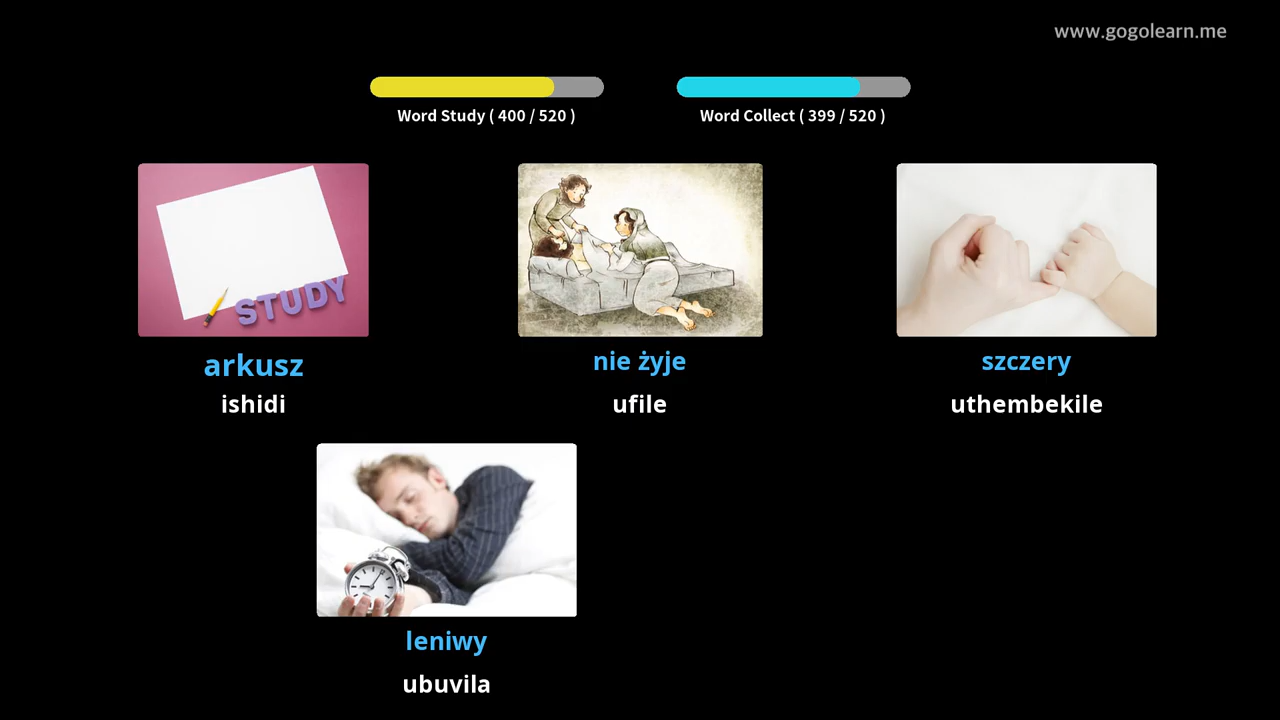 www.gogolearn.me
Word Study ( 400 / 520 )
Word Collect ( 399 / 520 )
STUDY
arkusz
ishidi
nie żyje
ufile
szczery
uthembekile
leniwy
ubuvila